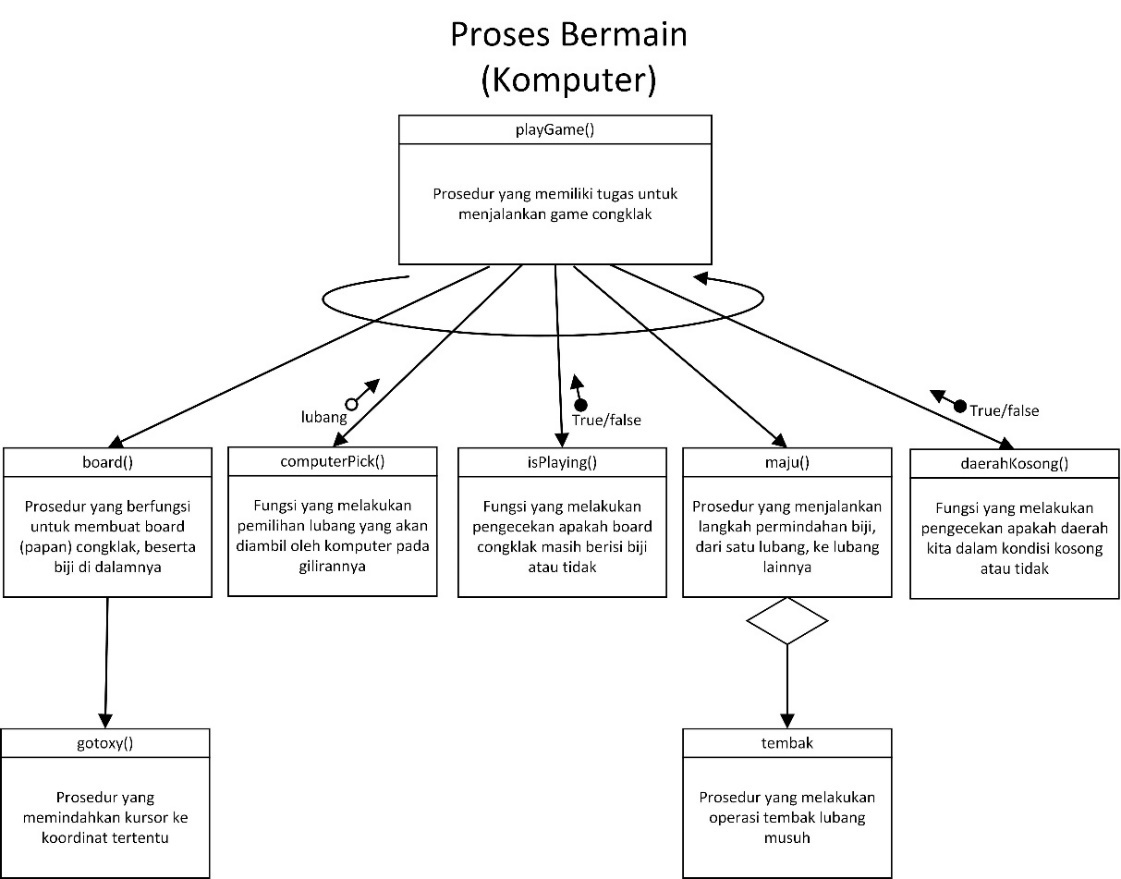 Proses Bermain
(Komputer)
playGame()
Prosedur yang memiliki tugas untuk
menjalankan game congklak
lubang
True/false
True/false
board()
Prosedur yang berfungsi
untuk membuat board
(papan) congklak, beserta
biji di dalamnya
computerPick()
Fungsi yang melakukan
pemilihan lubang yang akan
diambil oleh komputer pada
gilirannya
isPlaying()
Fungsi yang melakukan
pengecekan apakah board
congklak masih berisi biji
atau tidak
maju()
Prosedur yang menjalankan
langkah permindahan biji,
dari satu lubang, ke lubang
lainnya
daerahKosong()
Fungsi yang melakukan
pengecekan apakah daerah
kita dalam kondisi kosong
atau tidak
gotoxy()
Prosedur yang
memindahkan kursor ke
koordinat tertentu
tembak
Prosedur yang melakukan
operasi tembak lubang
musuh